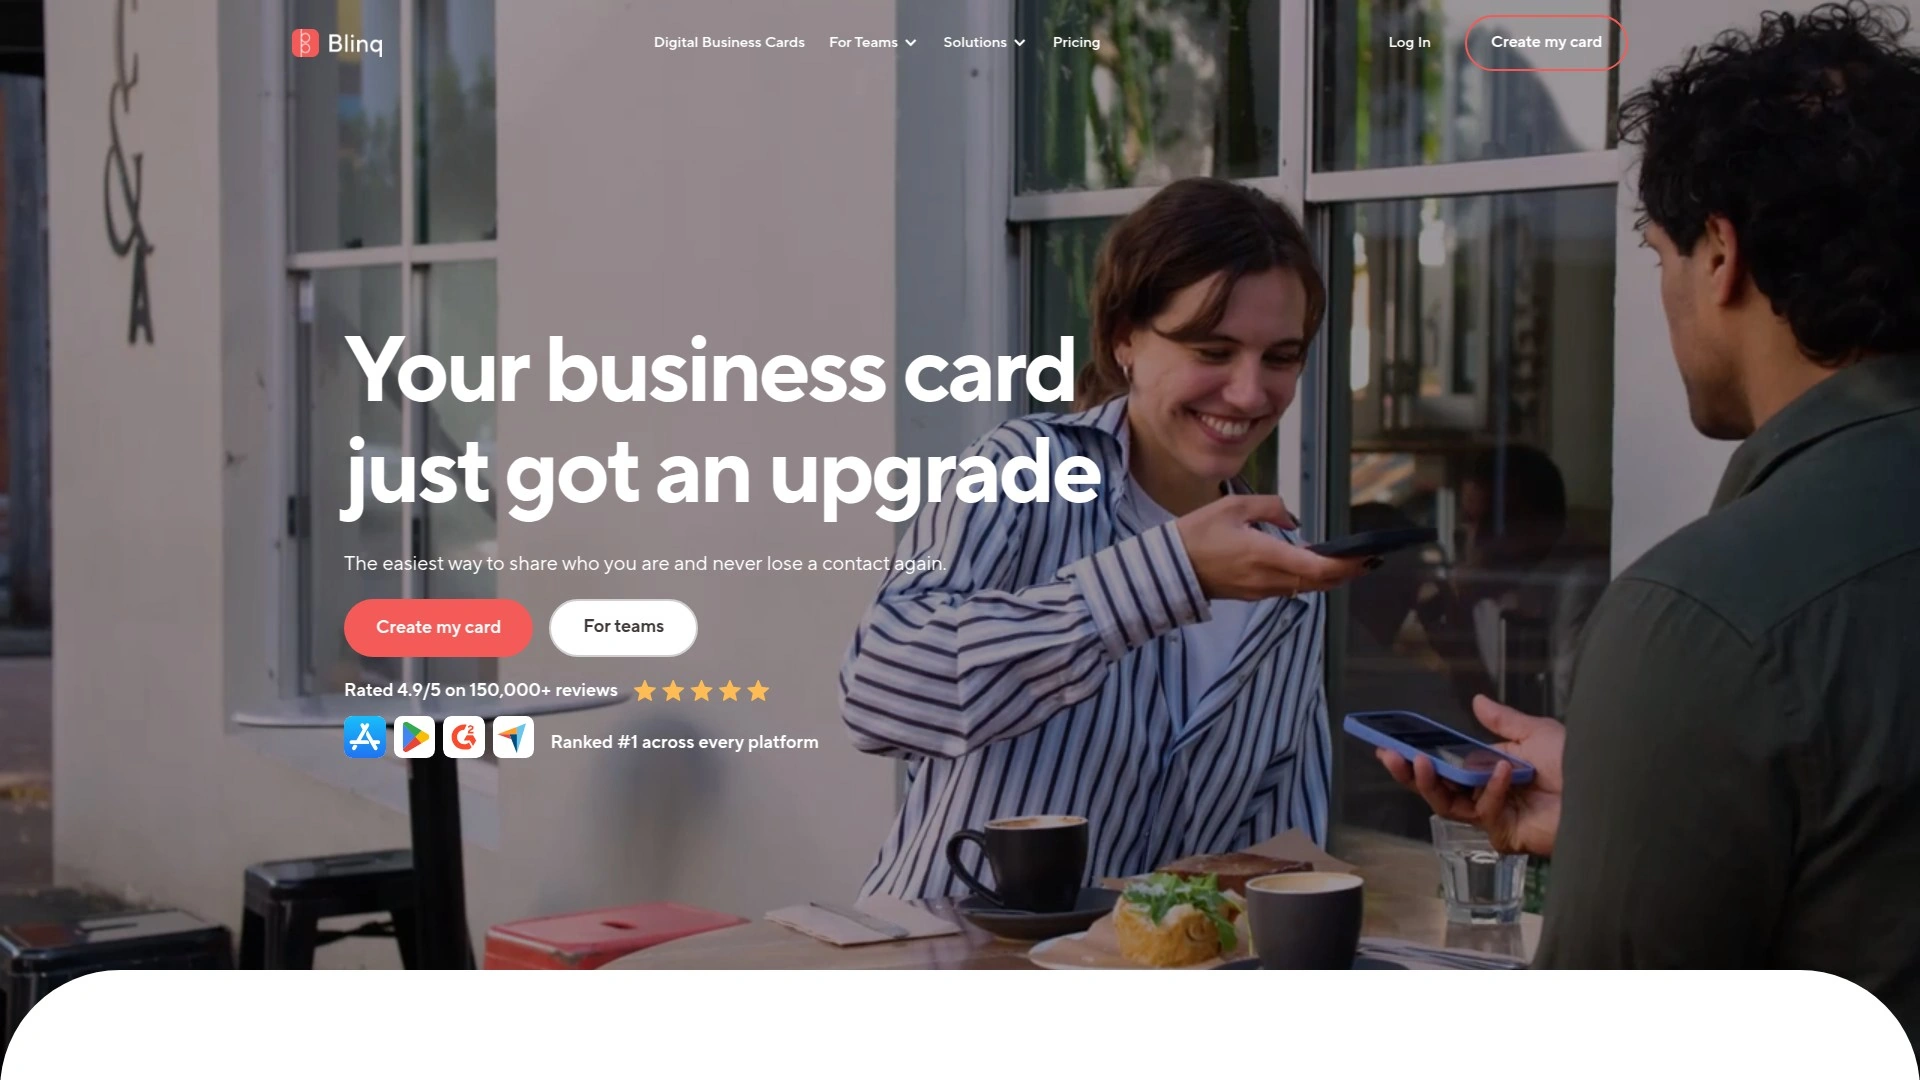 Blinq
Digital Business Cards
For Teams
Solutions
Pricing
Log In
Create my card
Your business card
just got an upgrade
The easiest way to share who you are and never lose a contact again.
Create my card
For teams
Rated 4.9/5 on 150,000+ reviews
Ranked #1 across every platform